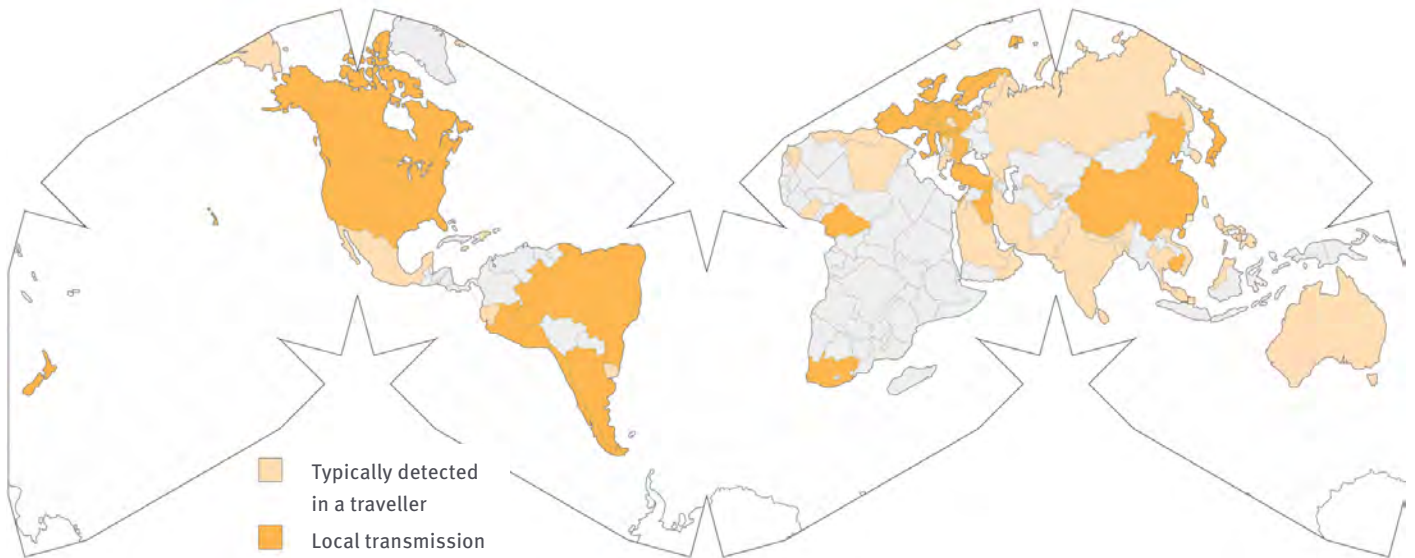 Typically detected
in a traveller
Local transmission